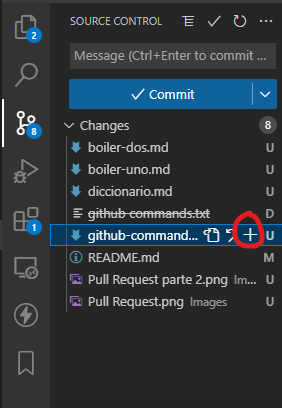 2
SOURCE CONTROL
Message (Ctrl+Enter to commit ...
8
Commit
Changes 8
boiler-dos.md U
boiler-uno.md U
diccionario.md U
github commands.txt D
1
github-command... U
README.md M
Pull Request parte 2.png Im... U
Pull Request.png Images U